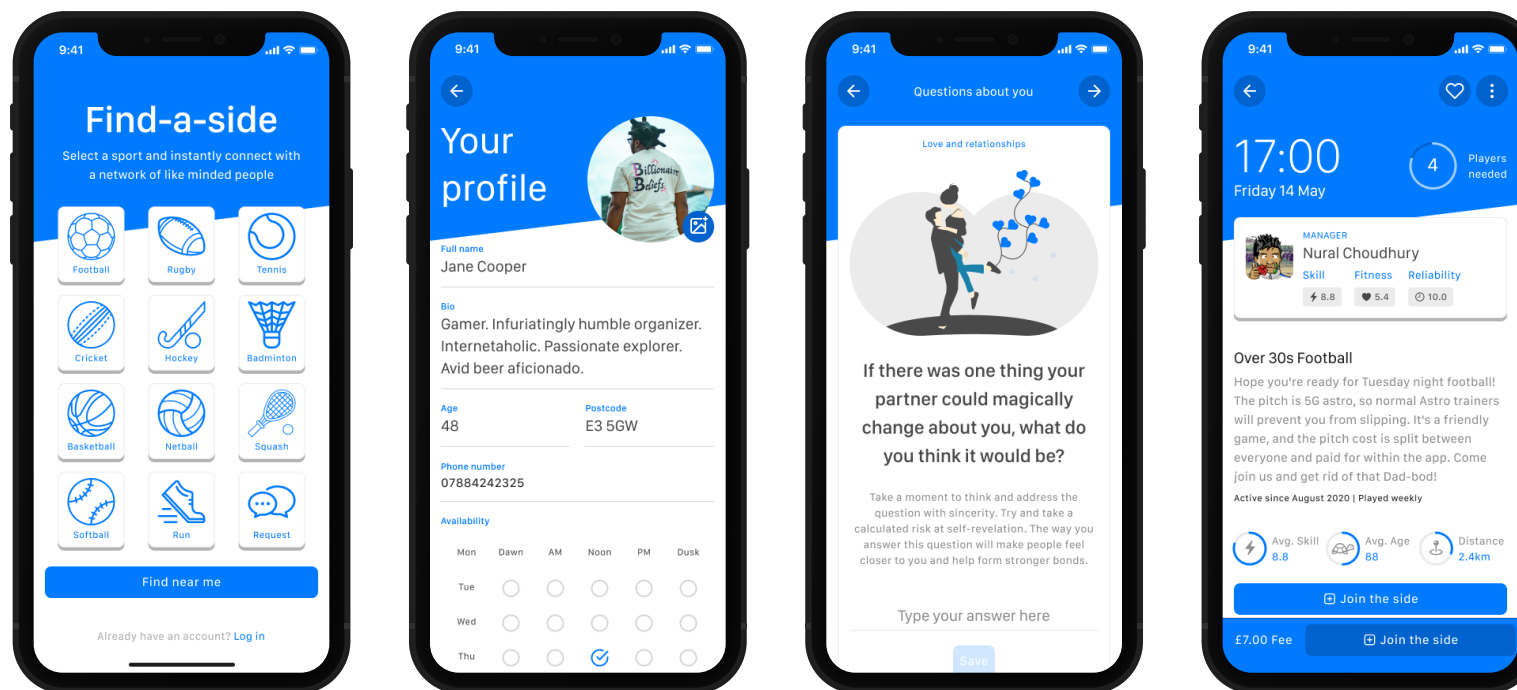 9:41
Find-a-side
Select a sport and instantly connect with
a network of like minded people
Football
Rugby
Tennis
Cricket
Hockey
Badminton
Basketball
Netball
Squash
Softball
Run
Request
Find near me
Already have an account? Log in
9:41
Your
profile
Billionaire
Beliefs
Full name
Jane Cooper
Bio
Gamer. Infuriatingly humble organizer.
Internetaholic. Passionate explorer.
Avid beer aficionado.
Age
Postcode
48
E3 5GW
Phone number
07884242325
Availability
Mon Dawn AM Noon PM Dusk
Tue
Wed
Thu
9:41
Questions about you
Love and relationships
If there was one thing your
partner could magically
change about you, what do
you think it would be?
Take a moment to think and address the
question with sincerity. Try and take a
calculated risk at self-revelation. The way you
answer this question will make people feel
closer to you and help form stronger bonds.
Type your answer here
Save
9:41
17:00
Friday 14 May
4
Players
needed
MANAGER
Nural Choudhury
Skill Fitness Reliability
8.8 5.4 10.0
Over 30s Football
Hope you're ready for Tuesday night football!
The pitch is 5G astro, so normal Astro trainers
will prevent you from slipping. It's a friendly
game, and the pitch cost is split between
everyone and paid for within the app. Come
join us and get rid of that Dad-bod!
Active since August 2020 | Played weekly
Avg. Skill
8.8
Avg. Age
88
Distance
2.4km
Join the side
£7.00 Fee
Join the side